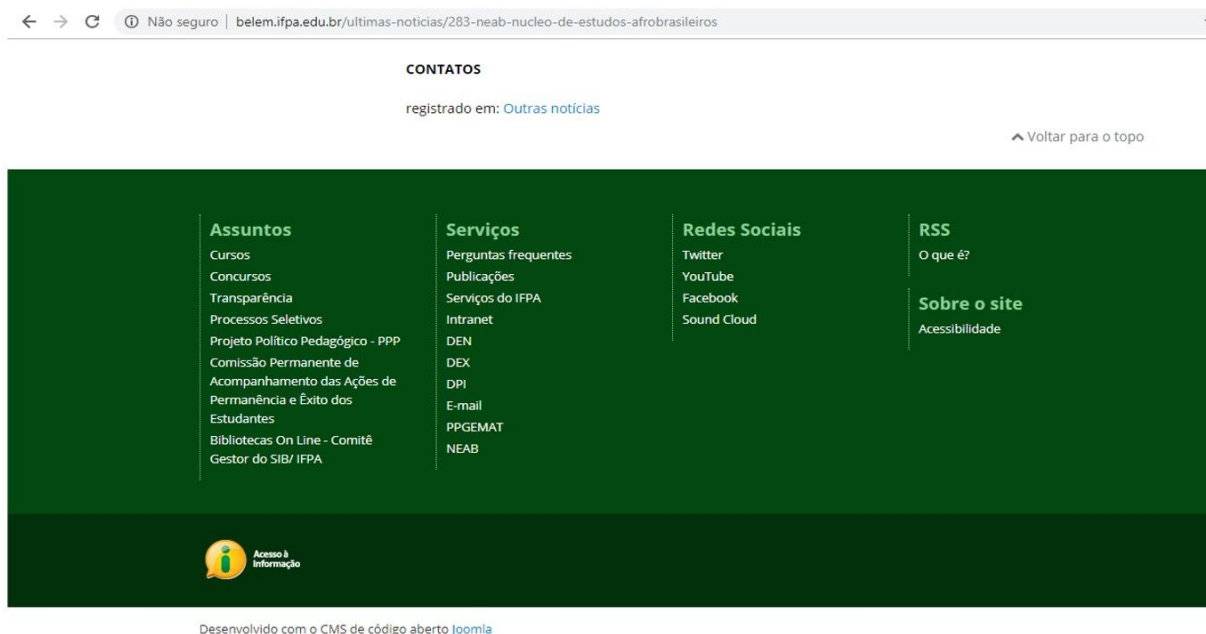 Não seguro | belem.ifpa.edu.br/ultimas-noticias/283-neab-nucleo-de-estudos-afrobrasileiros
CONTATOS
registrado em: Outras notícias
Voltar para o topo
Assuntos
Cursos
Concursos
Transparência
Processos Seletivos
Projeto Político Pedagógico - PPP
Comissão Permanente de
Acompanhamento das Ações de
Permanência e Êxito dos
Estudantes
Bibliotecas On Line - Comitê
Gestor do SIB/ IFPA
Serviços
Perguntas frequentes
Publicações
Serviços do IFPA
Intranet
DEN
DEX
DPI
E-mail
PPGEMAT
NEAB
Redes Sociais
Twitter
YouTube
Facebook
Sound Cloud
RSS
O que é?
Sobre o site
Acessibilidade
Acesso à
Informação
Desenvolvido com o CMS de código aberto Joomla